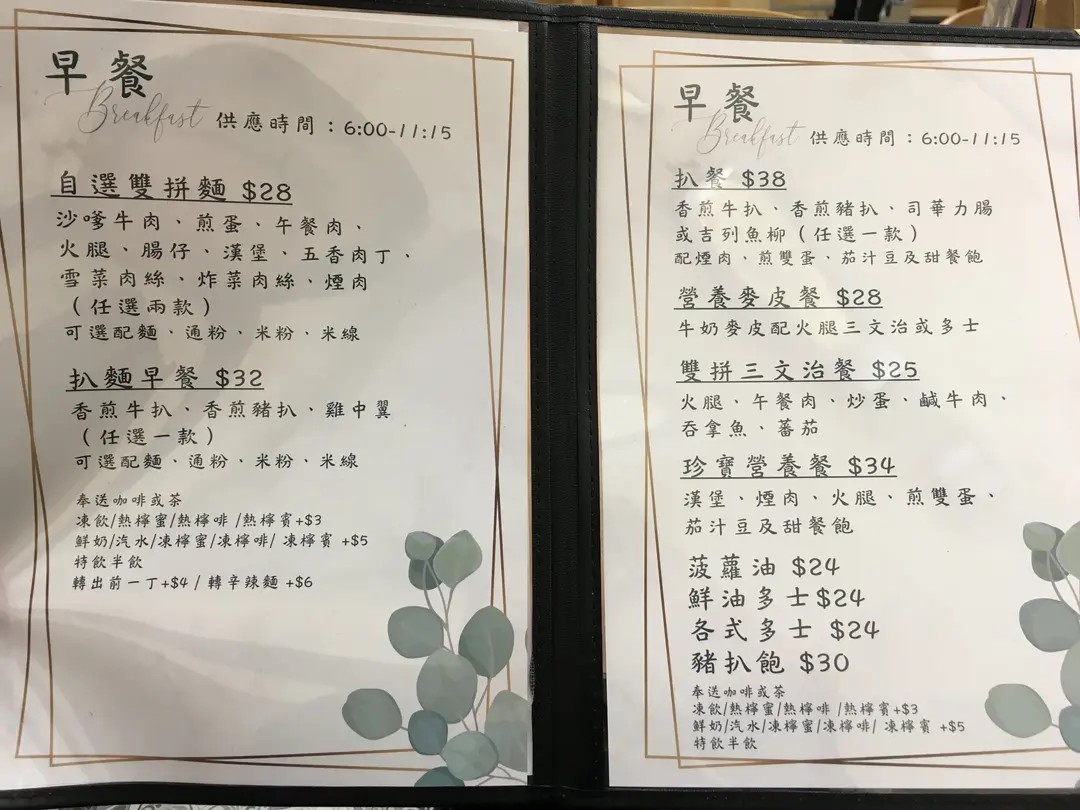 早餐
Breakfast 供應時間：6:00-11:15
自選雙拼麵 $28
沙嗲牛肉、煎蛋、午餐肉、
火腿、腸仔、漢堡、五香肉丁、
雪菜肉絲、炸菜肉絲、煙肉
（任選兩款）
可選配麵、通粉、米粉、米線
扒麵早餐 $32
香煎牛扒、香煎豬扒、雞中翼
（任選一款）
可選配麵、通粉、米粉、米線
奉送咖啡或茶
凍飲/熱檸蜜/熱檸啡 /熱檸賓+$3
鮮奶/汽水/凍檸蜜/凍檸啡/ 凍檸賓 +$5
特飲半飲
轉出前一丁+$4 / 轉辛辣麵 +$6
早餐
Breakfast 供應時間：6:00-11:15
扒餐 $38
香煎牛扒、香煎豬扒、司華力腸
或吉列魚柳（任選一款）
配煙肉、煎雙蛋、茄汁豆及甜餐飽
營養麥皮餐 $28
牛奶麥皮配火腿三文治或多士
雙拼三文治餐 $25
火腿、午餐肉、炒蛋、鹹牛肉、
吞拿魚、蕃茄
珍寶營養餐 $34
漢堡、煙肉、火腿、煎雙蛋、
茄汁豆及甜餐飽
菠蘿油 $24
鮮油多士$24
各式多士 $24
豬扒飽 $30
奉送咖啡或茶
凍飲/熱檸蜜/熱檸啡 /熱檸賓+$3
鮮奶/汽水/凍檸蜜/凍檸啡/ 凍檸賓 +$5
特飲半飲